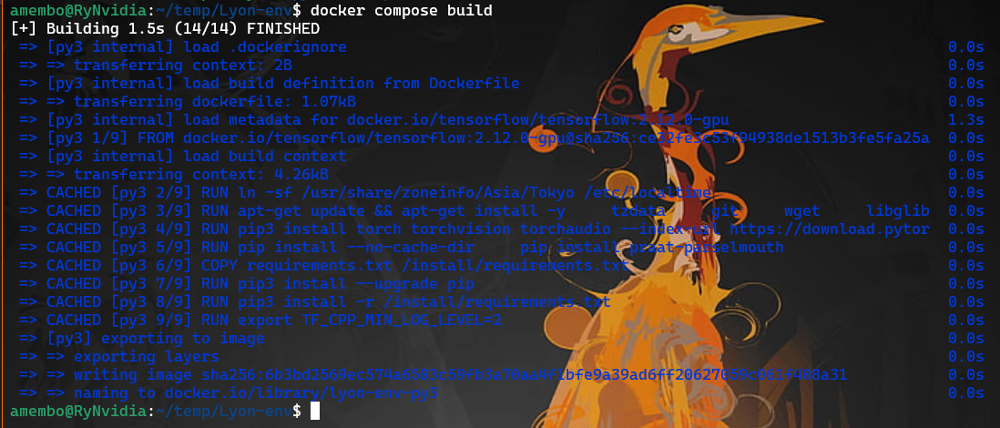 amembo@RyNvidia:~/temp/Lyon-env$ docker compose build
[+] Building 1.5s (14/14) FINISHED
=> [py3 internal] load .dockerignore 0.0s
=> => transferring context: 2B 0.0s
=> [py3 internal] load build definition from Dockerfile 0.0s
=> => transferring dockerfile: 1.07kB 0.0s
=> [py3 internal] load metadata for docker.io/tensorflow/tensorflow:2.12.0-gpu 1.3s
=> [py3 1/9] FROM docker.io/tensorflow/tensorflow:2.12.0-gpu 0.0s
=> [py3 internal] load build context 0.0s
=> => transferring context: 4.26kB 0.0s
=> CACHED [py3 2/9] RUN ln -sf /usr/share/zoneinfo/Asia/Tokyo /etc/localtime 0.0s
=> CACHED [py3 3/9] RUN apt-get update && apt-get install -y tzdata git wget libglib 0.0s
=> CACHED [py3 4/9] RUN pip3 install torch torchvision torchaudio --index-url https://download.pytor 0.0s
=> CACHED [py3 5/9] RUN pip install --no-cache-dir pip install praat-parselmouth 0.0s
=> CACHED [py3 6/9] COPY requirements.txt /install/requirements.txt 0.0s
=> CACHED [py3 7/9] RUN pip3 install --upgrade pip 0.0s
=> CACHED [py3 8/9] RUN pip3 install -r /install/requirements.txt 0.0s
=> CACHED [py3 9/9] RUN export TF_CPP_MIN_LOG_LEVEL=2 0.0s
=> [py3] exporting to image 0.0s
=> => exporting layers 0.0s
=> => writing image 0.0s
=> => naming to docker.io/library/lyon-env-py3 0.0s
amembo@RyNvidia:~/temp/Lyon-env$